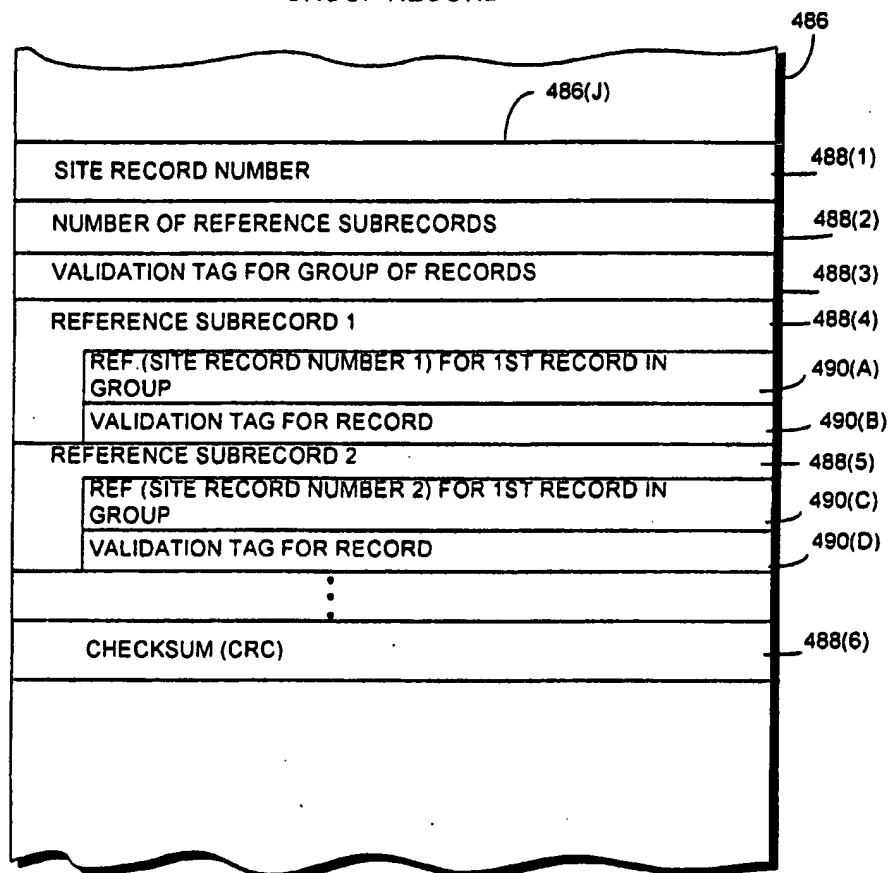 GROUP RECORD
486
486(J)
SITE RECORD NUMBER 488(1)
NUMBER OF REFERENCE SUBRECORDS 488(2)
VALIDATION TAG FOR GROUP OF RECORDS 488(3)
REFERENCE SUBRECORD 1 488(4)
REF. (SITE RECORD NUMBER 1) FOR 1ST RECORD IN
GROUP 490(A)
VALIDATION TAG FOR RECORD 490(B)
REFERENCE SUBRECORD 2 488(5)
REF (SITE RECORD NUMBER 2) FOR 1ST RECORD IN
GROUP 490(C)
VALIDATION TAG FOR RECORD 490(D)
CHECKSUM (CRC) 488(6)